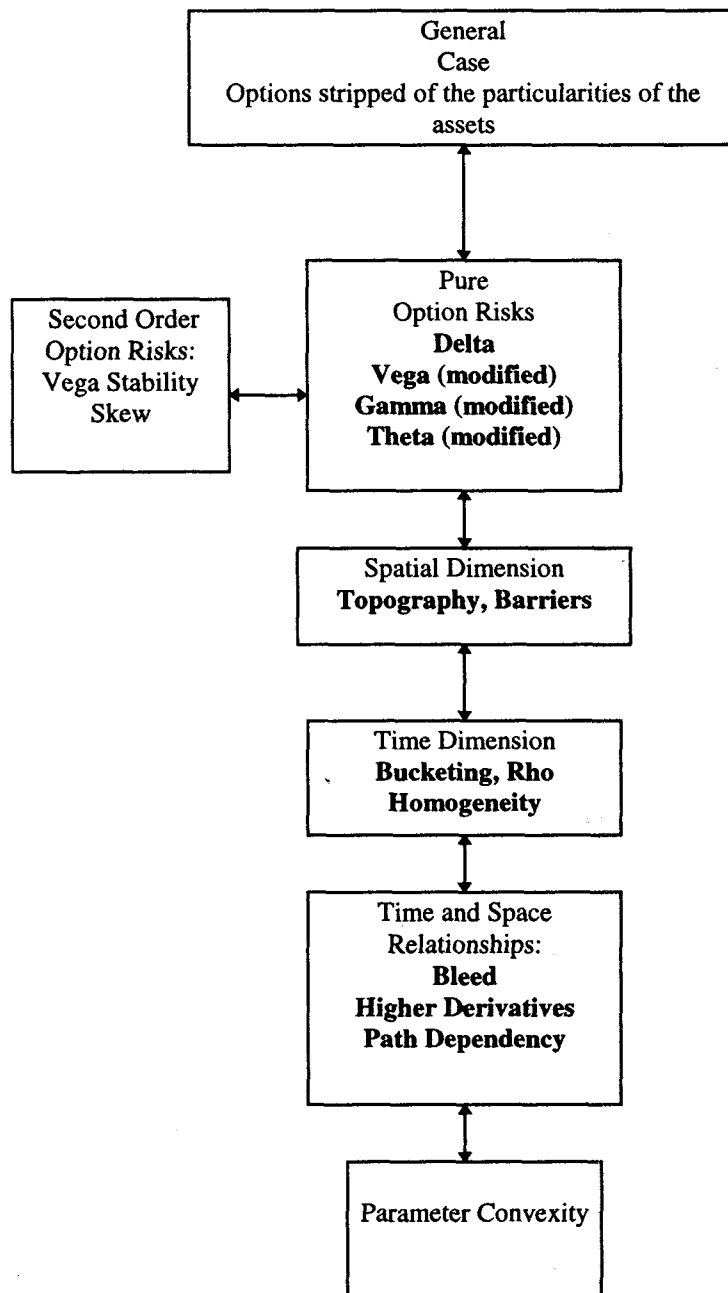 General
Case
Options stripped of the particularities of the
assets
Pure
Option Risks
Delta
Vega (modified)
Gamma (modified)
Theta (modified)
Second Order
Option Risks:
Vega Stability
Skew
Spatial Dimension
Topography, Barriers
Time Dimension
Bucketing, Rho
Homogeneity
Time and Space
Relationships:
Bleed
Higher Derivatives
Path Dependency
Parameter Convexity